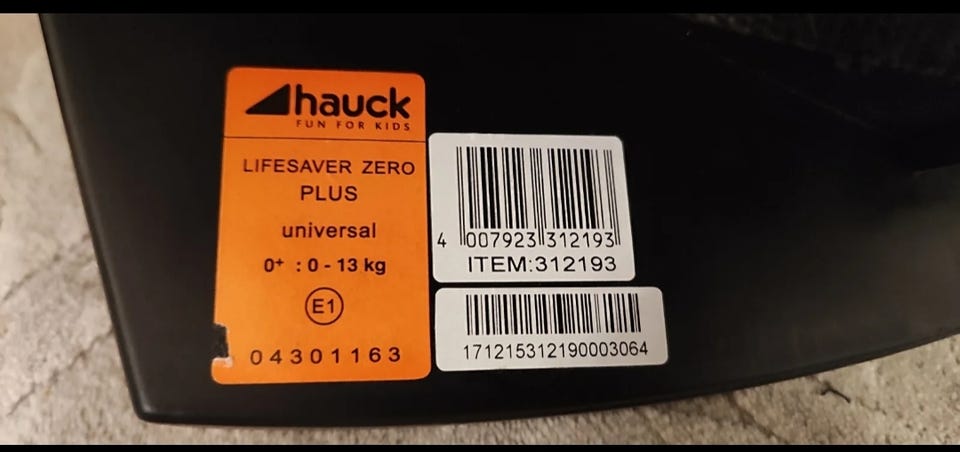 hauck
FUN FOR KIDS
LIFESAVER ZERO
PLUS
universal
0+ : 0 - 13 kg
E1
04301163
4 007923 312193
ITEM:312193
171215312190003064